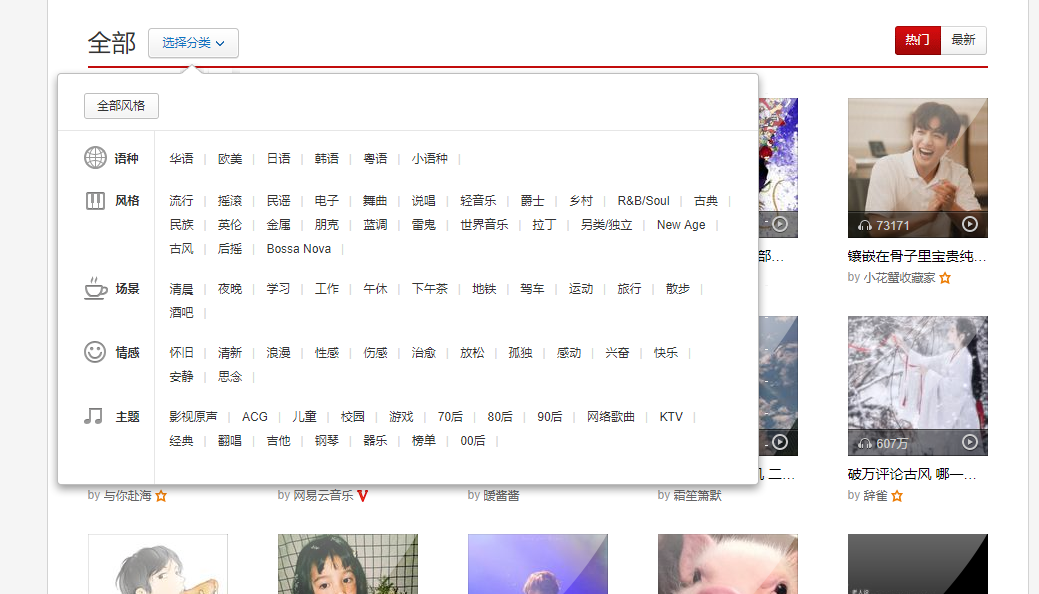 全部
选择分类
热门
最新
全部风格
语种
华语 | 欧美 | 日语 | 韩语 | 粤语 | 小语种 |
风格
流行 | 摇滚 | 民谣 | 电子 | 舞曲 | 说唱 | 轻音乐 | 爵士 | 乡村 | R&B/Soul | 古典 |
民族 | 英伦 | 金属 | 朋克 | 蓝调 | 雷鬼 | 世界音乐 | 拉丁 | 另类/独立 | New Age |
古风 | 后摇 | Bossa Nova |
场景
清晨 | 夜晚 | 学习 | 工作 | 午休 | 下午茶 | 地铁 | 驾车 | 运动 | 旅行 | 散步 |
酒吧 |
情感
怀旧 | 清新 | 浪漫 | 性感 | 伤感 | 治愈 | 放松 | 孤独 | 感动 | 兴奋 | 快乐 |
安静 | 思念 |
主题
影视原声 | ACG | 儿童 | 校园 | 游戏 | 70后 | 80后 | 90后 | 网络歌曲 | KTV |
经典 | 翻唱 | 吉他 | 钢琴 | 器乐 | 榜单 | 00后 |
73171
部...
镶嵌在骨子里宝贵纯...
by 小花蟹收藏家
607万
二...
破万评论古风 哪一...
by 辞雀
by 与你赴海
by 网易云音乐
by 暧酱酱
by 霜笙箫默